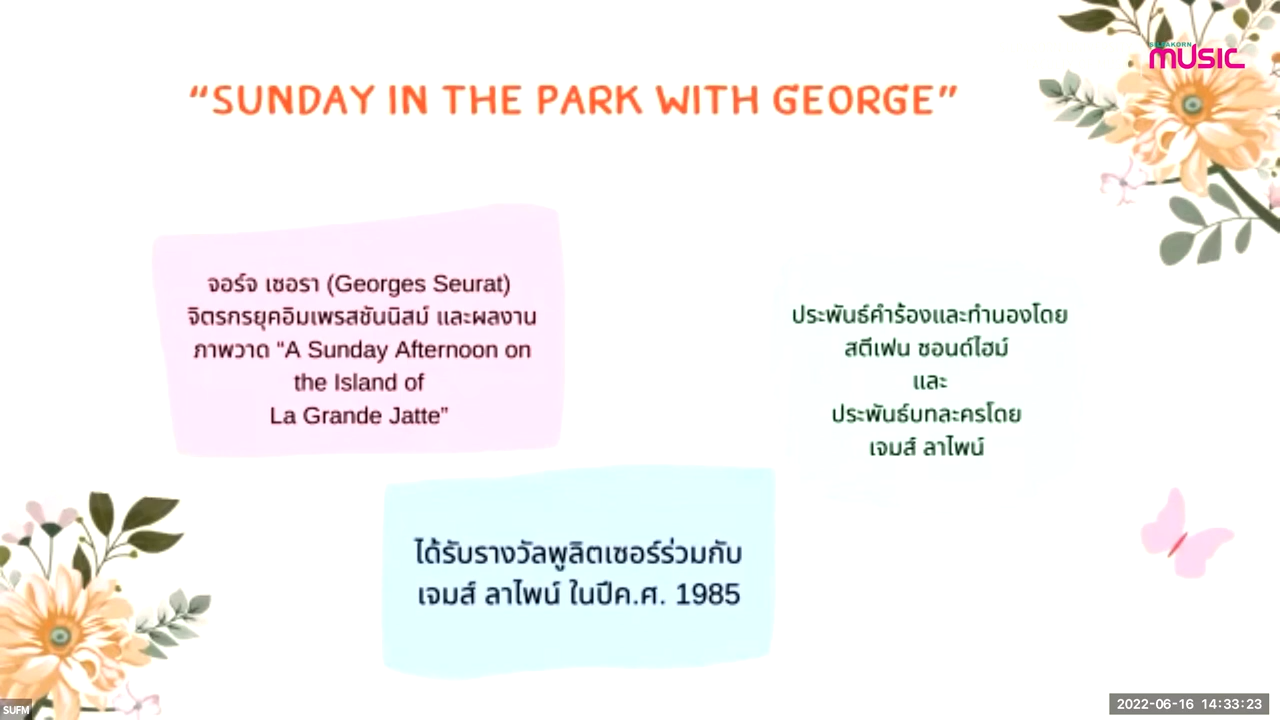 SILPAKORN
MUSIC
“SUNDAY IN THE PARK WITH GEORGE”
จอร์จ เซอรา (Georges Seurat)
จิตรกรยุคอิมเพรสชันนิสม์ และผลงาน
ภาพวาด “A Sunday Afternoon on
the Island of
La Grande Jatte”
ประพันธ์คำร้องและทำนองโดย
สตีเฟน ซอนด์ไฮม์
และ
ประพันธ์บทละครโดย
เจมส์ ลาไพน์
ได้รับรางวัลพูลิตเซอร์ร่วมกับ
เจมส์ ลาไพน์ ในปีค.ศ. 1985
SUFM
2022-06-16 14:33:23